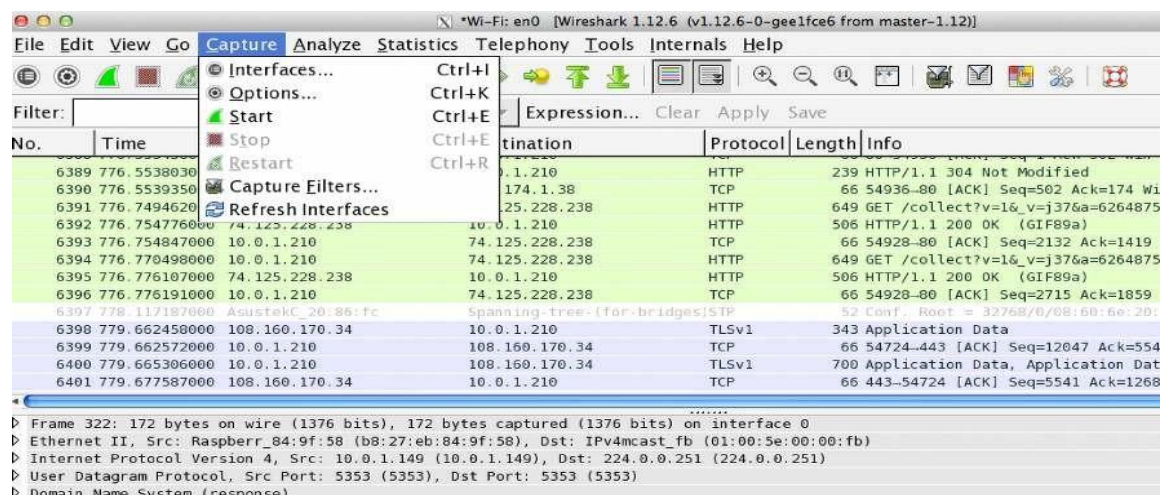 *Wi-Fi: en0 [Wireshark 1.12.6 (v1.12.6-0-gee1fce6 from master-1.12)]
File Edit View Go Capture Analyze Statistics Telephony Tools Internals Help
Interfaces... Ctrl+I
Options... Ctrl+K
Start Ctrl+E
Stop Ctrl+E
Restart Ctrl+R
Capture Filters...
Refresh Interfaces
Filter: Expression... Clear Apply Save
No. Time tination Protocol Length Info
6389 776.5538030 .1.210 HTTP 239 HTTP/1.1 304 Not Modified
6390 776.5539350 174.1.38 TCP 66 54936→80 [ACK] Seq=502 Ack=174 Wi
6391 776.7494620 25.228.238 HTTP 649 GET /collect?v=1&_v=j37&a=6264875
6392 776.754776000 74.125.228.238 10.0.1.210 HTTP 506 HTTP/1.1 200 OK (GIF89a)
6393 776.754847000 10.0.1.210 74.125.228.238 TCP 66 54928→80 [ACK] Seq=2132 Ack=1419
6394 776.770498000 10.0.1.210 74.125.228.238 HTTP 649 GET /collect?v=1&_v=j37&a=6264875
6395 776.776107000 74.125.228.238 10.0.1.210 HTTP 506 HTTP/1.1 200 OK (GIF89a)
6396 776.776191000 10.0.1.210 74.125.228.238 TCP 66 54928→80 [ACK] Seq=2715 Ack=1859
6397 778.117187000 AsustekC_20:86:fc Spanning-tree-(for-bridges) STP 52 Conf. Root = 32768/0/08:60:6e:20:
6398 779.662458000 108.160.170.34 10.0.1.210 TLSv1 343 Application Data
6399 779.662572000 10.0.1.210 108.160.170.34 TCP 66 54724→443 [ACK] Seq=12047 Ack=554
6400 779.665306000 10.0.1.210 108.160.170.34 TLSv1 700 Application Data, Application Dat
6401 779.677587000 108.160.170.34 10.0.1.210 TCP 66 443→54724 [ACK] Seq=5541 Ack=1268
Frame 322: 172 bytes on wire (1376 bits), 172 bytes captured (1376 bits) on interface 0
Ethernet II, Src: Raspberr_84:9f:58 (b8:27:eb:84:9f:58), Dst: IPv4mcast_fb (01:00:5e:00:00:fb)
Internet Protocol Version 4, Src: 10.0.1.149 (10.0.1.149), Dst: 224.0.0.251 (224.0.0.251)
User Datagram Protocol, Src Port: 5353 (5353), Dst Port: 5353 (5353)
Domain Name System (response)